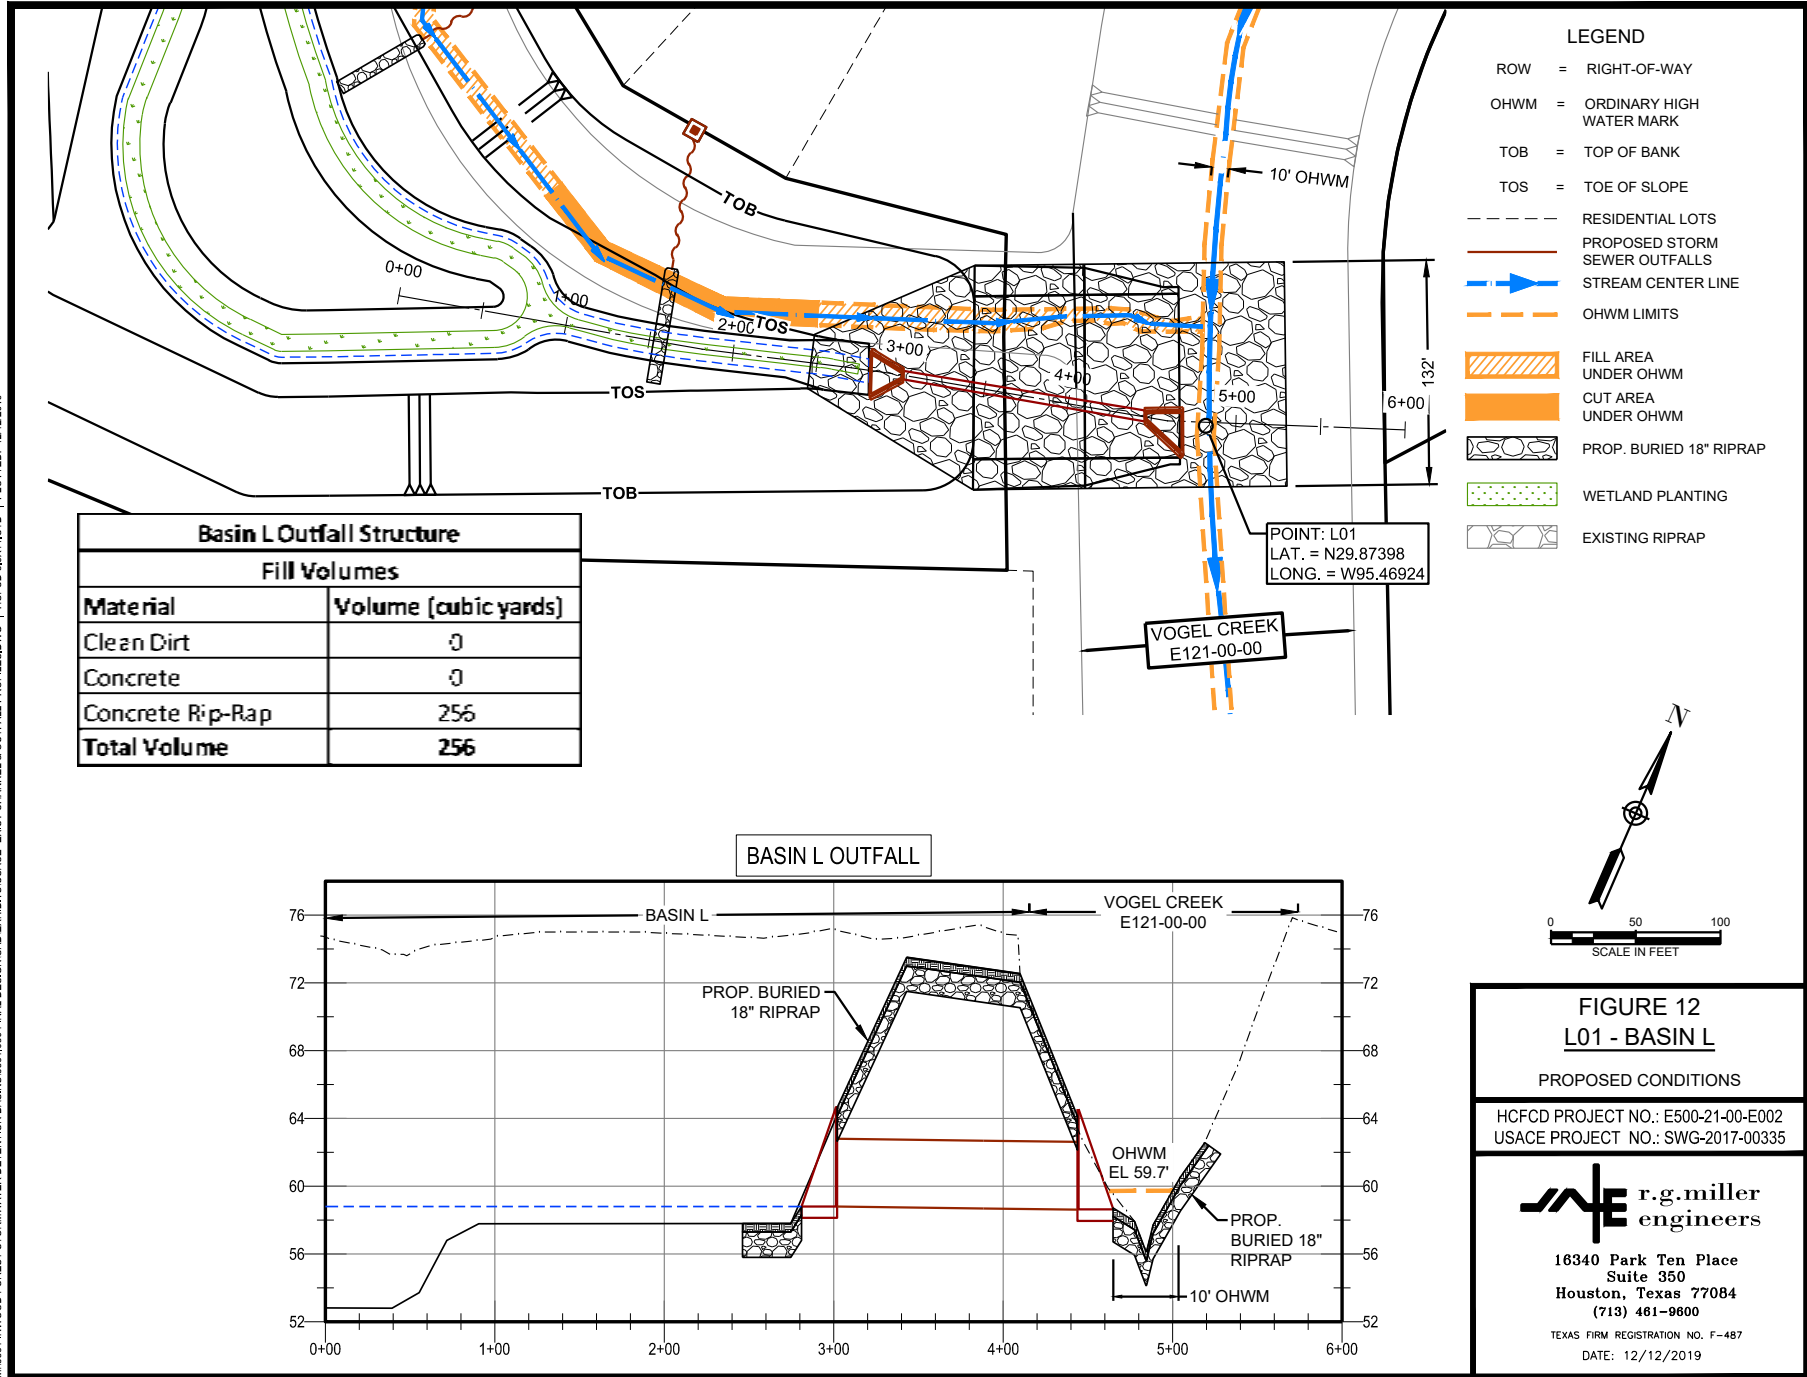 LEGEND
ROW = RIGHT-OF-WAY
OHWM = ORDINARY HIGH
WATER MARK
TOB = TOP OF BANK
TOS = TOE OF SLOPE
RESIDENTIAL LOTS
PROPOSED STORM
SEWER OUTFALLS
STREAM CENTER LINE
OHWM LIMITS
FILL AREA
UNDER OHWM
CUT AREA
UNDER OHWM
PROP. BURIED 18" RIPRAP
WETLAND PLANTING
EXISTING RIPRAP
10' OHWM
TOB
0+00
1+00
2+00
TOS
3+00
4+00
5+00
6+00
132'
TOS
TOB
POINT: L01
LAT. = N29.87398
LONG. = W95.46924
VOGEL CREEK
E121-00-00
Basin L Outfall Structure
Fill Volumes
Material Volume (cubic yards)
Clean Dirt 0
Concrete 0
Concrete Rip-Rap 256
Total Volume 256
N
0 50 100
SCALE IN FEET
BASIN L OUTFALL
BASIN L
VOGEL CREEK
E121-00-00
76 76
72 72
68 68
64 64
60 60
56 56
52 52
PROP. BURIED
18" RIPRAP
OHWM
EL 59.7'
PROP.
BURIED 18"
RIPRAP
10' OHWM
0+00 1+00 2+00 3+00 4+00 5+00 6+00
FIGURE 12
L01 - BASIN L
PROPOSED CONDITIONS
HCFCD PROJECT NO.: E500-21-00-E002
USACE PROJECT NO.: SWG-2017-00335
r.g.miller
engineers
16340 Park Ten Place
Suite 350
Houston, Texas 77084
(713) 461-9600
TEXAS FIRM REGISTRATION NO. F-487
DATE: 12/12/2019